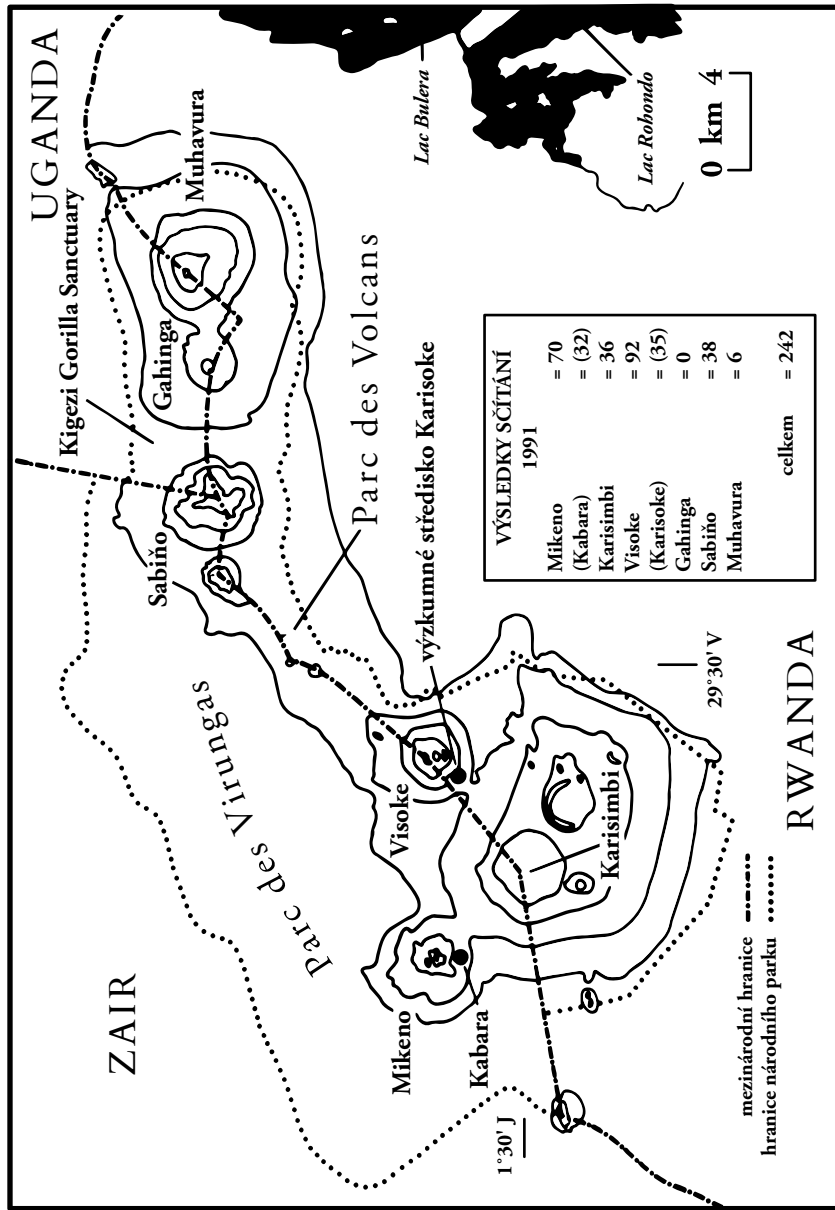 ZAIR
UGANDA
Kigezi Gorilla Sanctuary
Muhavura
Gahinga
Sabiňo
Parc des Virungas
Parc des Volcans
Visoke
výzkumné středisko Karisoke
Mikeno
Kabara
Karisimbi
Lac Bulera
Lac Rohondo
1°30' J
29°30' V
RWANDA
0 km 4
VÝSLEDKY SČÍTÁNÍ
1991
Mikeno = 70
(Kabara) = (32)
Karisimbi = 36
Visoke = 92
(Karisoke) = (35)
Gahinga = 0
Sabiňo = 38
Muhavura = 6
celkem = 242
mezinárodní hranice
hranice národního parku